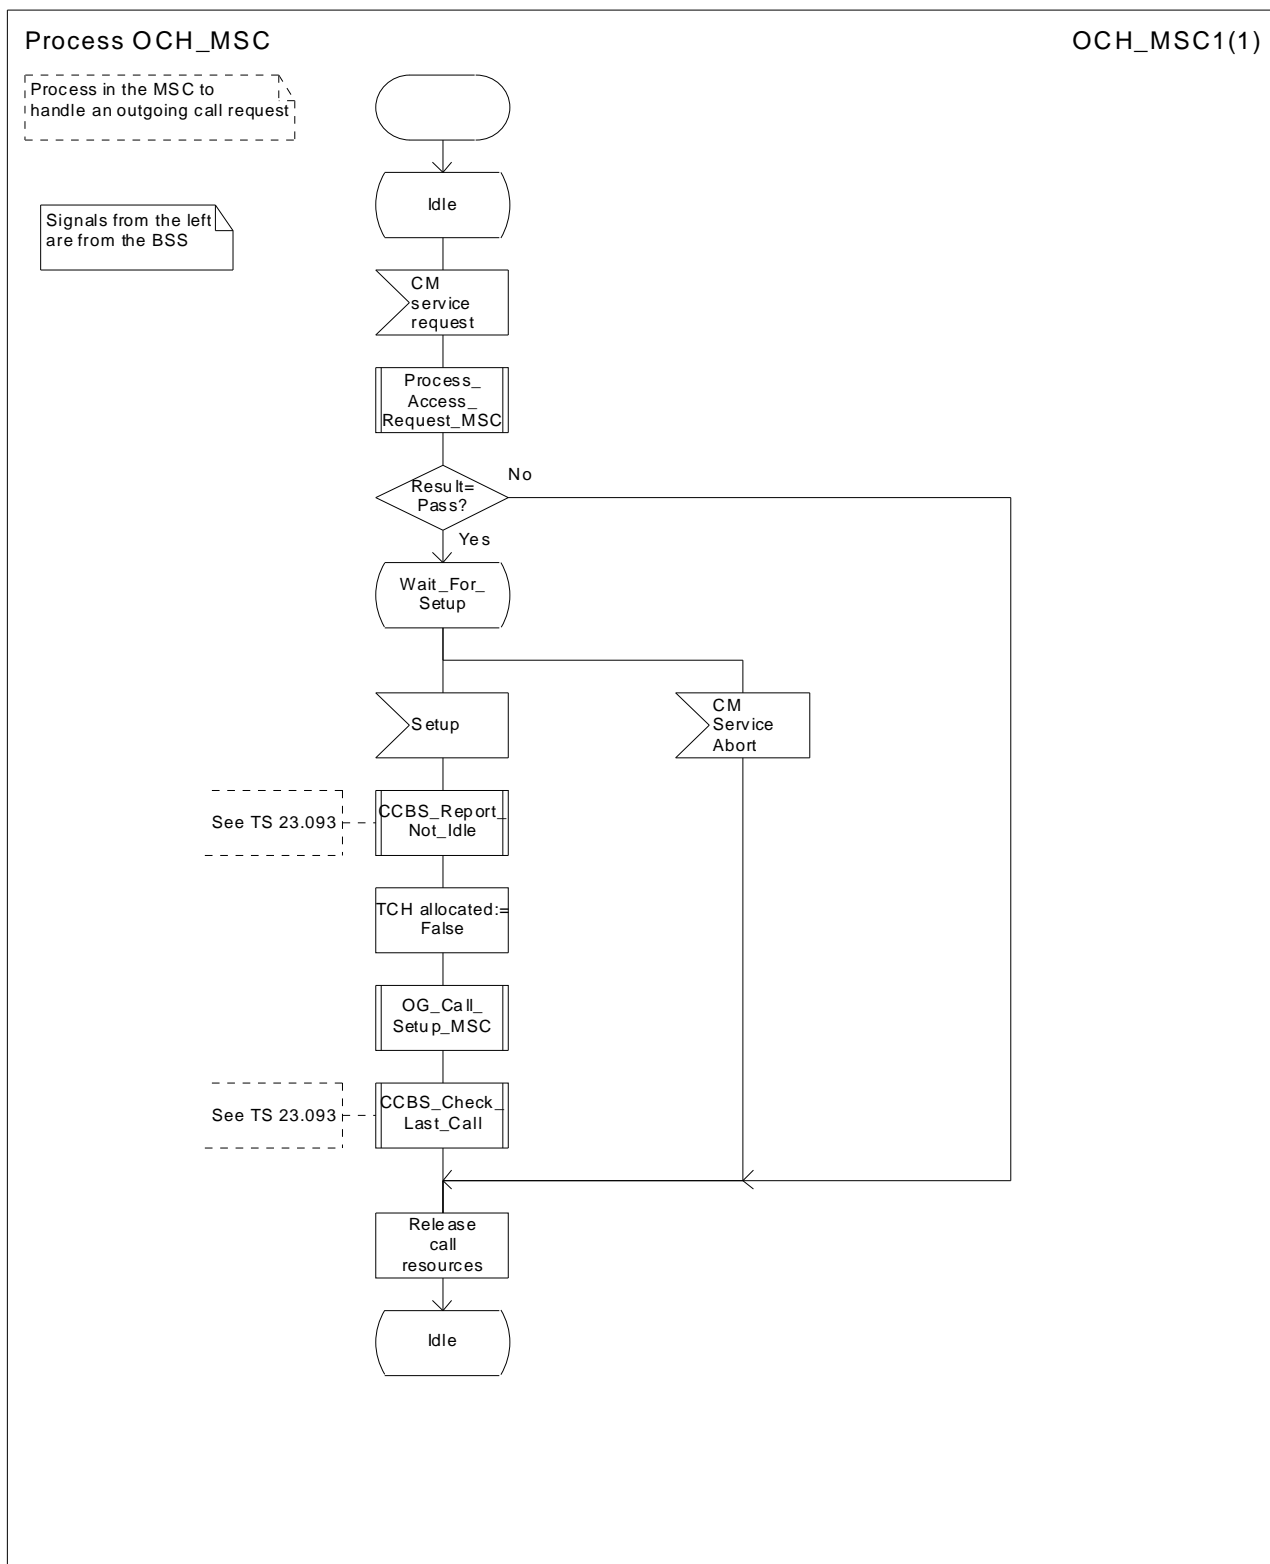 Process OCH_MSC
OCH_MSC1(1)
Process in the MSC to
handle an outgoing call request
Idle
Signals from the left
are from the BSS
CM
service
request
Process_
Access_
Request_MSC
No
Result=
Pass?
Yes
Wait_For_
Setup
Setup
CM
Service
Abort
See TS 23.093
CCBS_Report_
Not_Idle
TCH allocated:=
False
OG_Call_
Setup_MSC
See TS 23.093
CCBS_Check_
Last_Call
Release
call
resources
Idle